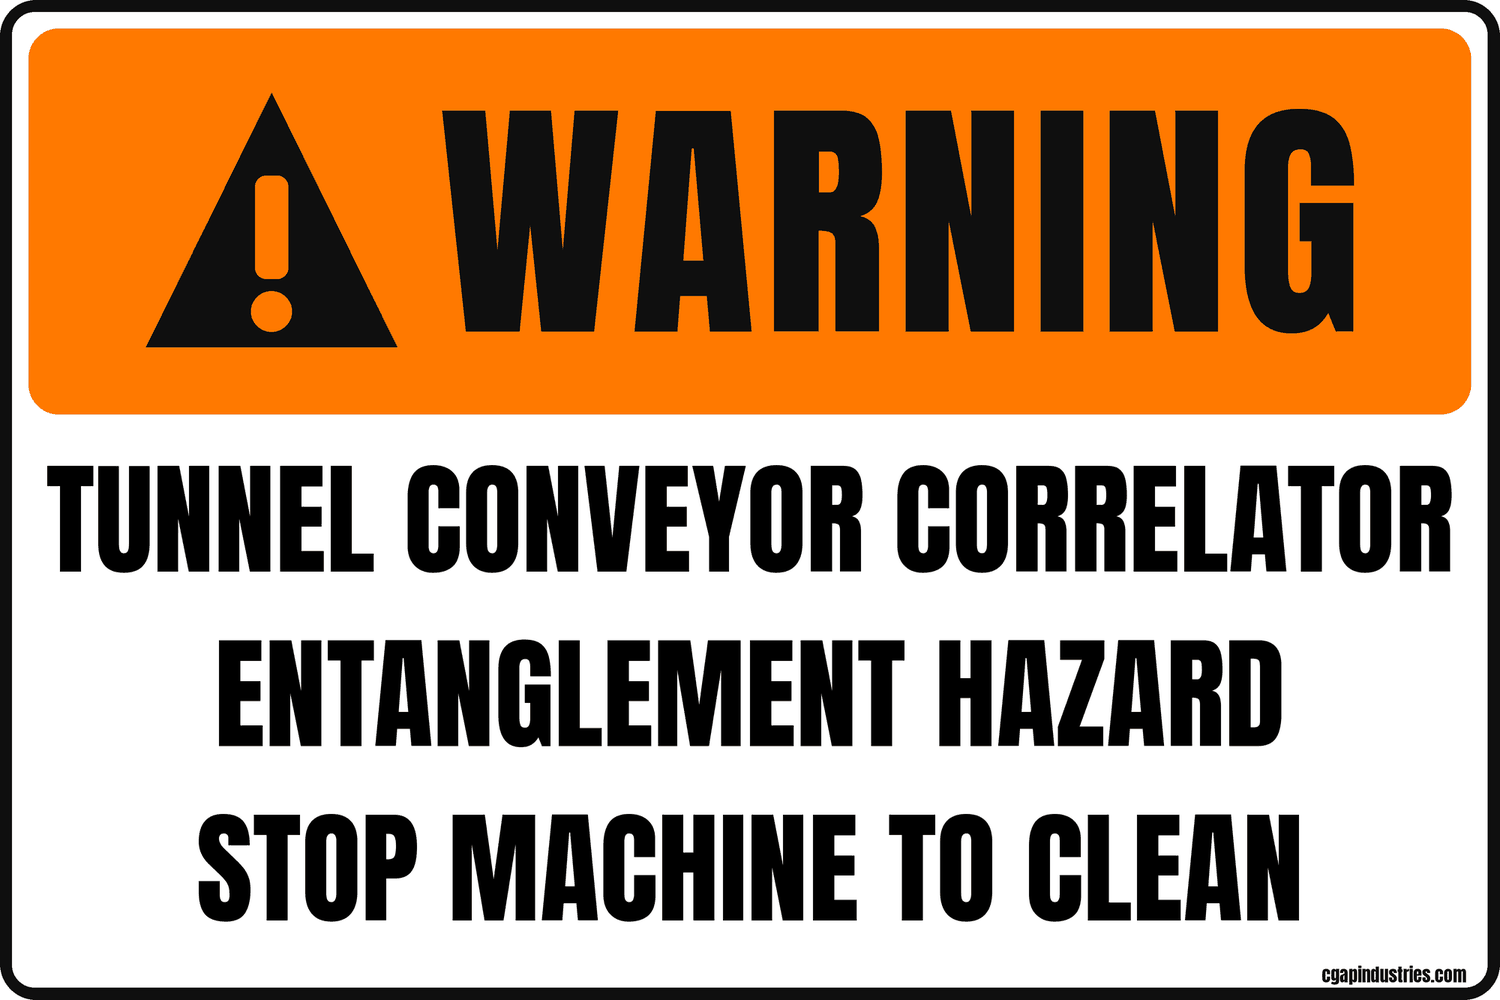 WARNING
TUNNEL CONVEYOR CORRELATOR
ENTANGLEMENT HAZARD
STOP MACHINE TO CLEAN
cgapindustries.com